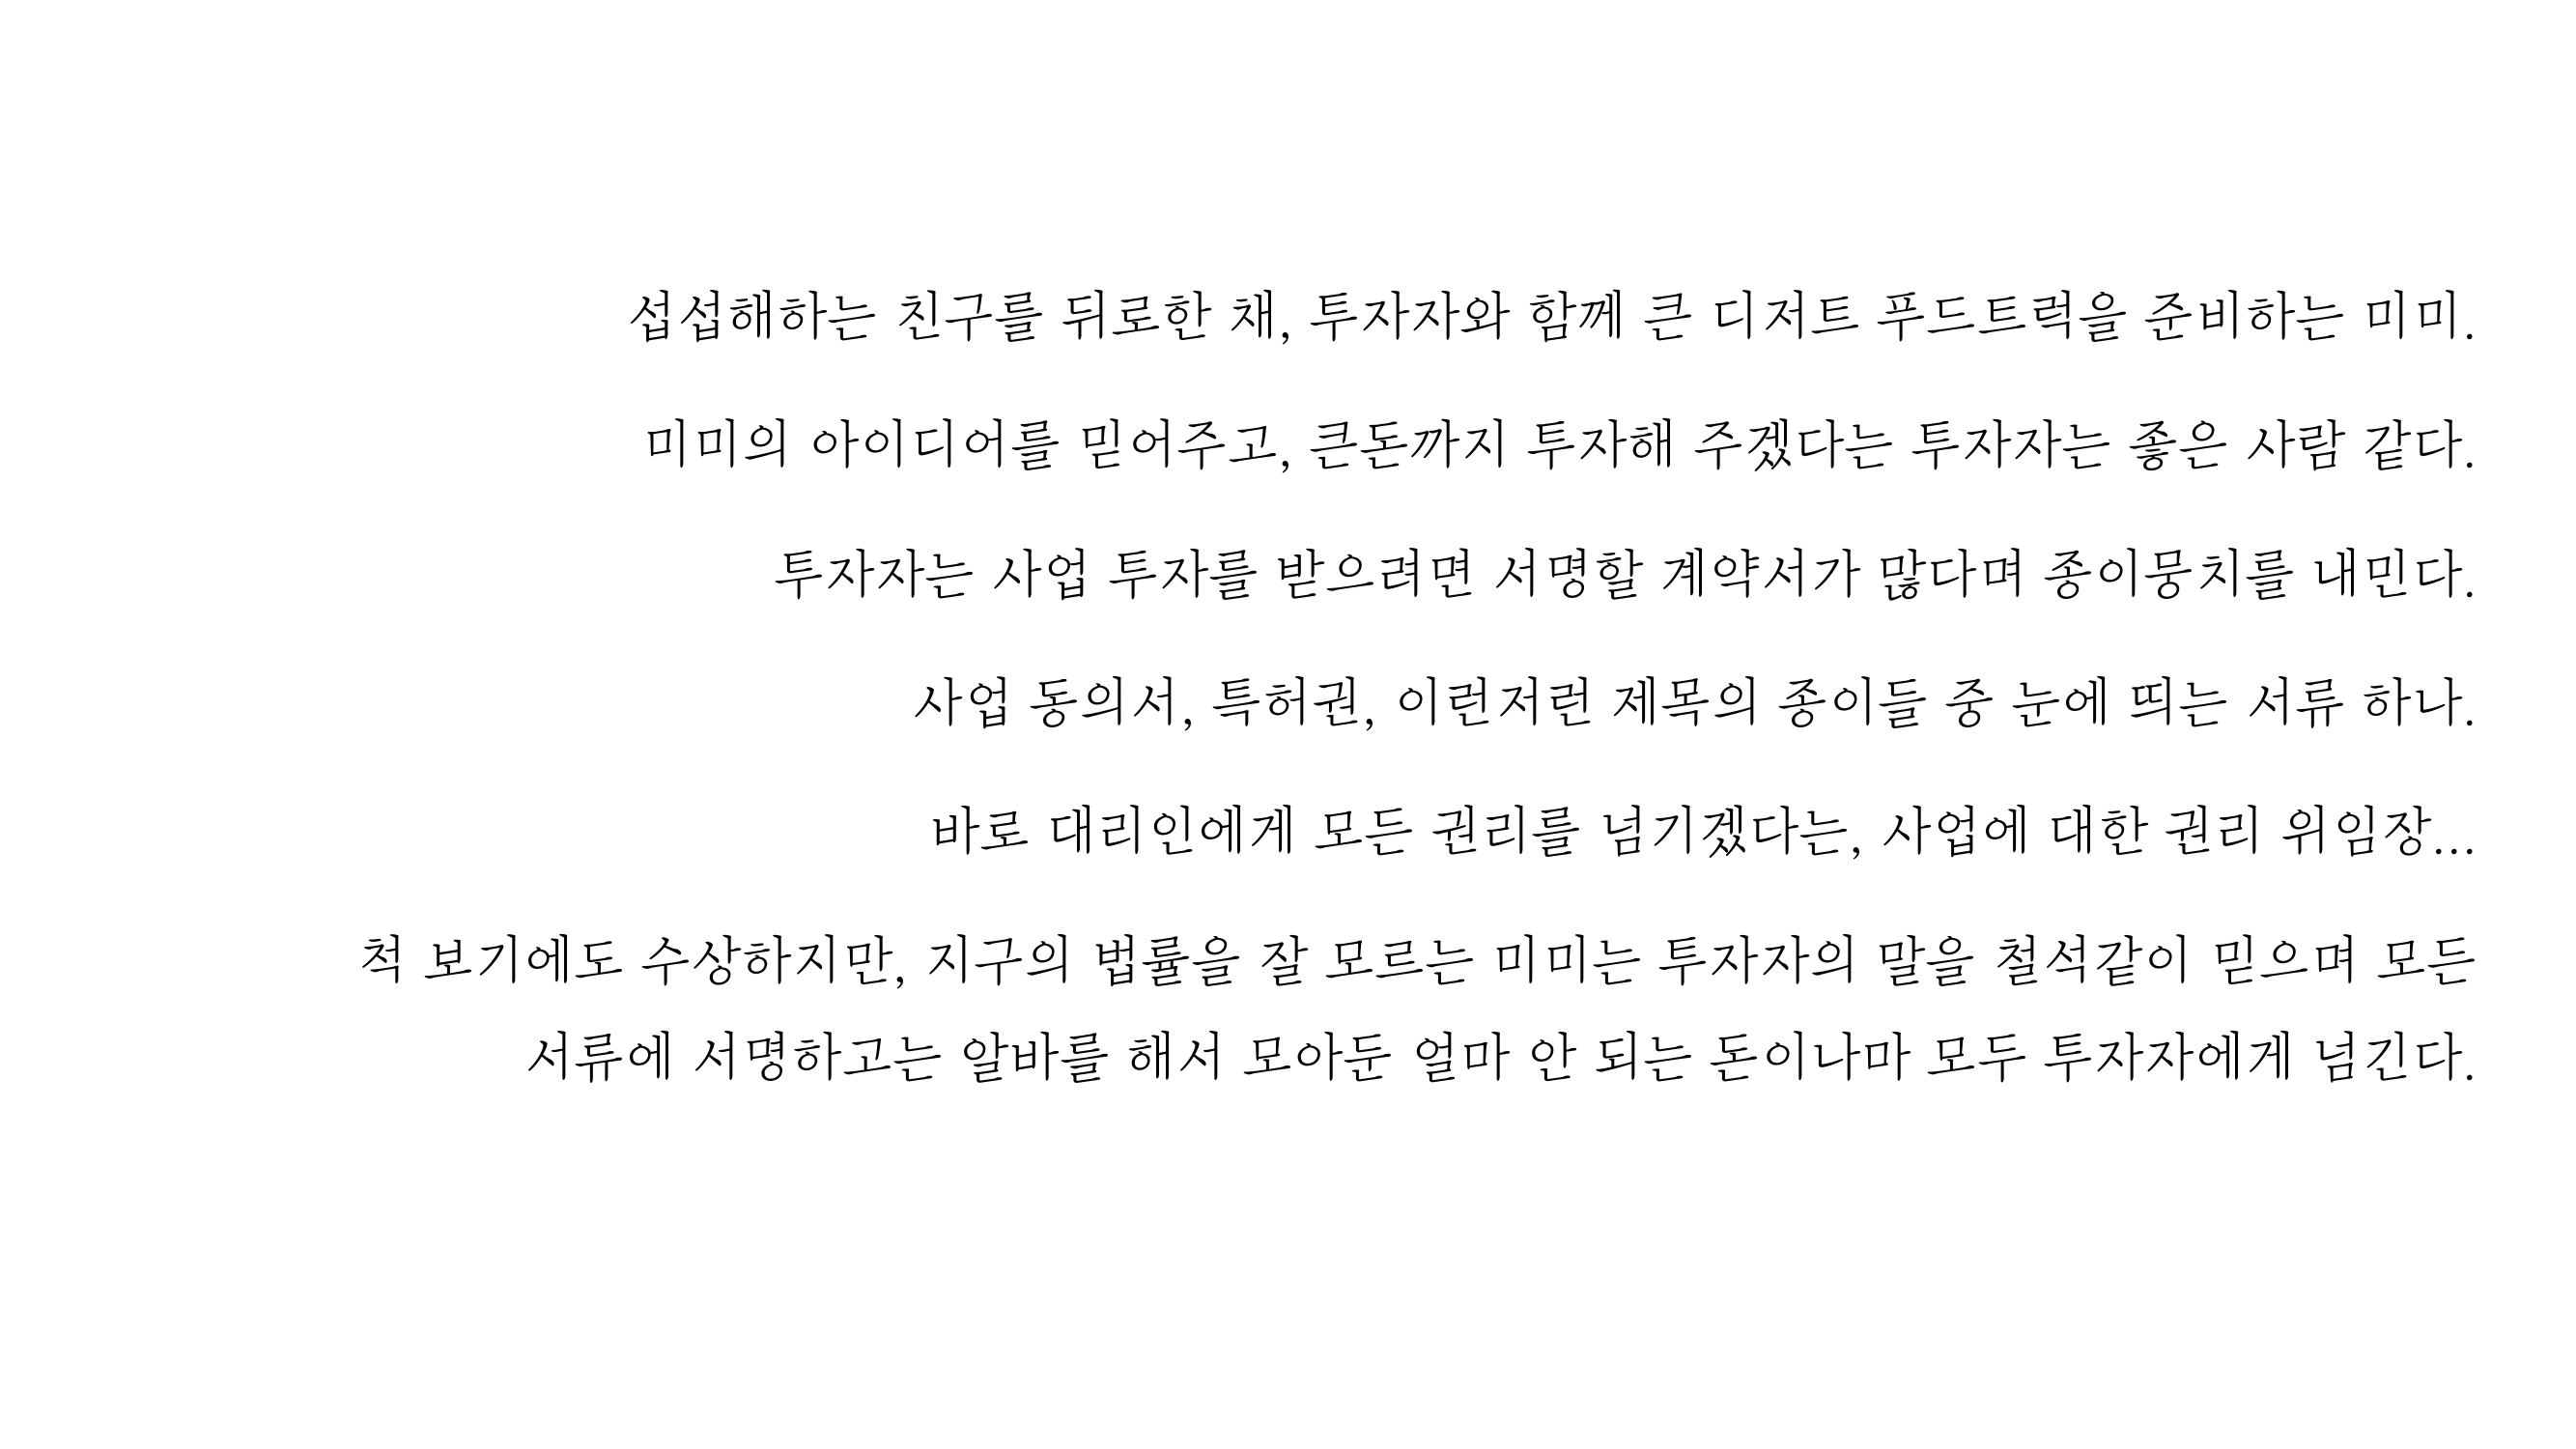 섭섭해하는 친구를 뒤로한 채, 투자자와 함께 큰 디저트 푸드트럭을 준비하는 미미.
미미의 아이디어를 믿어주고, 큰돈까지 투자해 주겠다는 투자자는 좋은 사람 같다.
투자자는 사업 투자를 받으려면 서명할 계약서가 많다며 종이뭉치를 내민다.
사업 동의서, 특허권, 이런저런 제목의 종이들 중 눈에 띄는 서류 하나.
바로 대리인에게 모든 권리를 넘기겠다는, 사업에 대한 권리 위임장...
척 보기에도 수상하지만, 지구의 법률을 잘 모르는 미미는 투자자의 말을 철석같이 믿으며 모든
서류에 서명하고는 알바를 해서 모아둔 얼마 안 되는 돈이나마 모두 투자자에게 넘긴다.